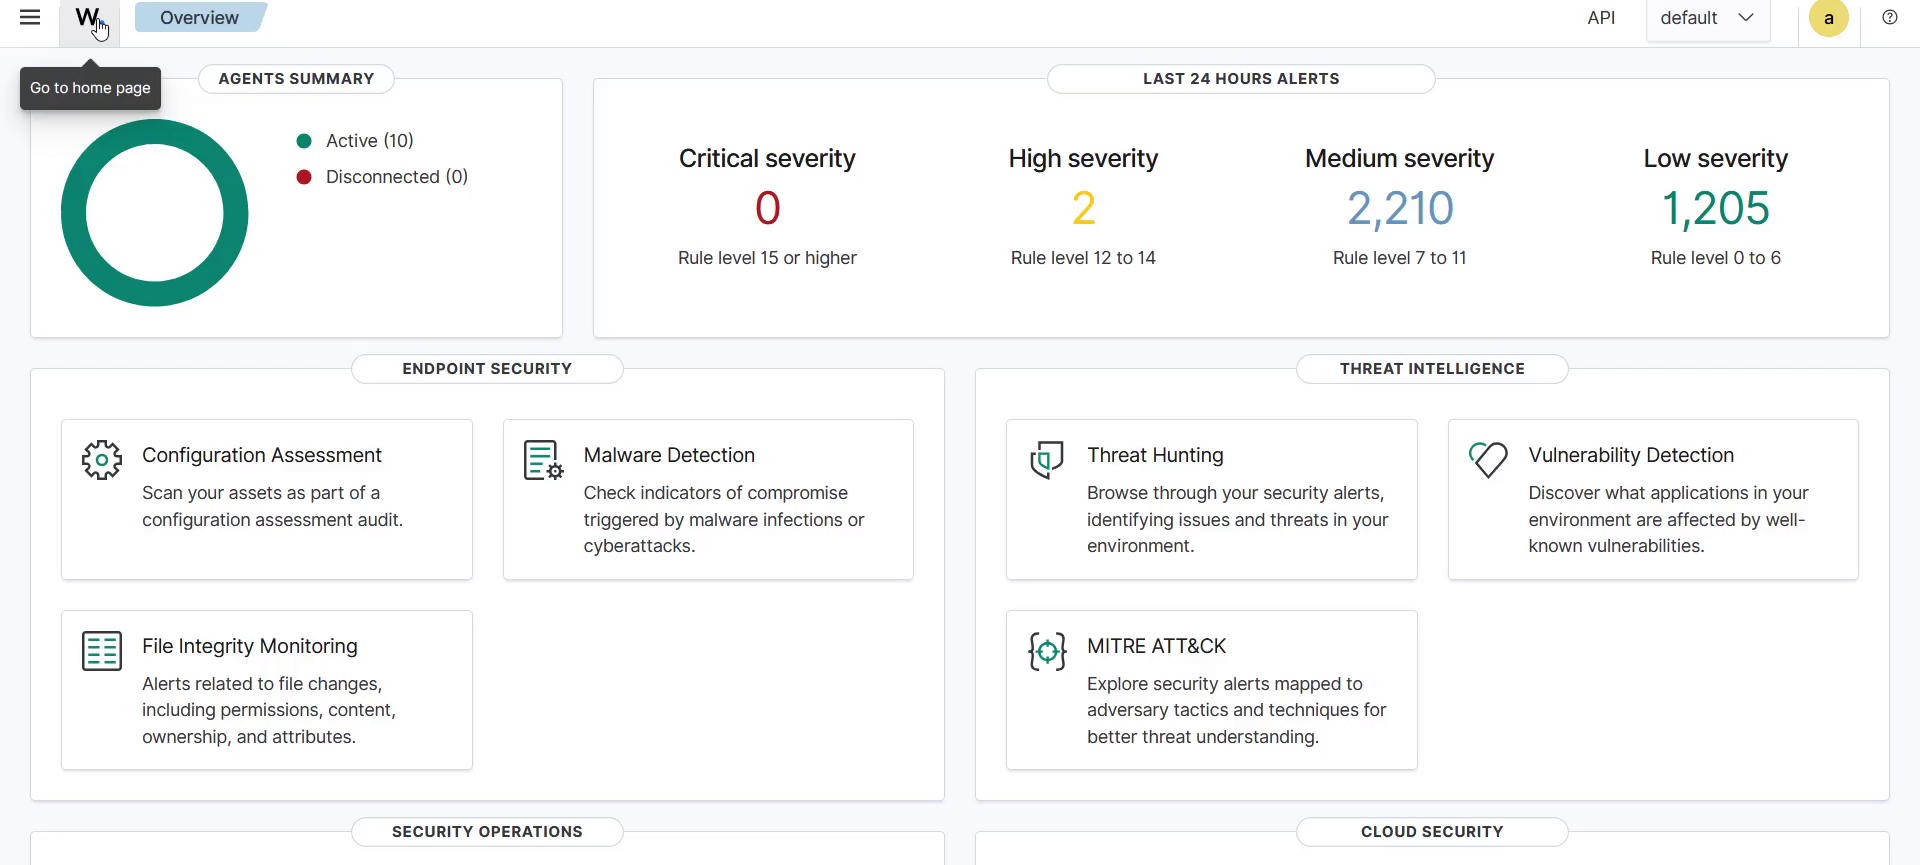 W. Overview API default a
Go to home page
AGENTS SUMMARY
Active (10)
Disconnected (0)
LAST 24 HOURS ALERTS
Critical severity
0
Rule level 15 or higher
High severity
2
Rule level 12 to 14
Medium severity
2,210
Rule level 7 to 11
Low severity
1,205
Rule level 0 to 6
ENDPOINT SECURITY
Configuration Assessment
Scan your assets as part of a
configuration assessment audit.
Malware Detection
Check indicators of compromise
triggered by malware infections or
cyberattacks.
File Integrity Monitoring
Alerts related to file changes,
including permissions, content,
ownership, and attributes.
THREAT INTELLIGENCE
Threat Hunting
Browse through your security alerts,
identifying issues and threats in your
environment.
Vulnerability Detection
Discover what applications in your
environment are affected by well-
known vulnerabilities.
MITRE ATT&CK
Explore security alerts mapped to
adversary tactics and techniques for
better threat understanding.
SECURITY OPERATIONS
CLOUD SECURITY